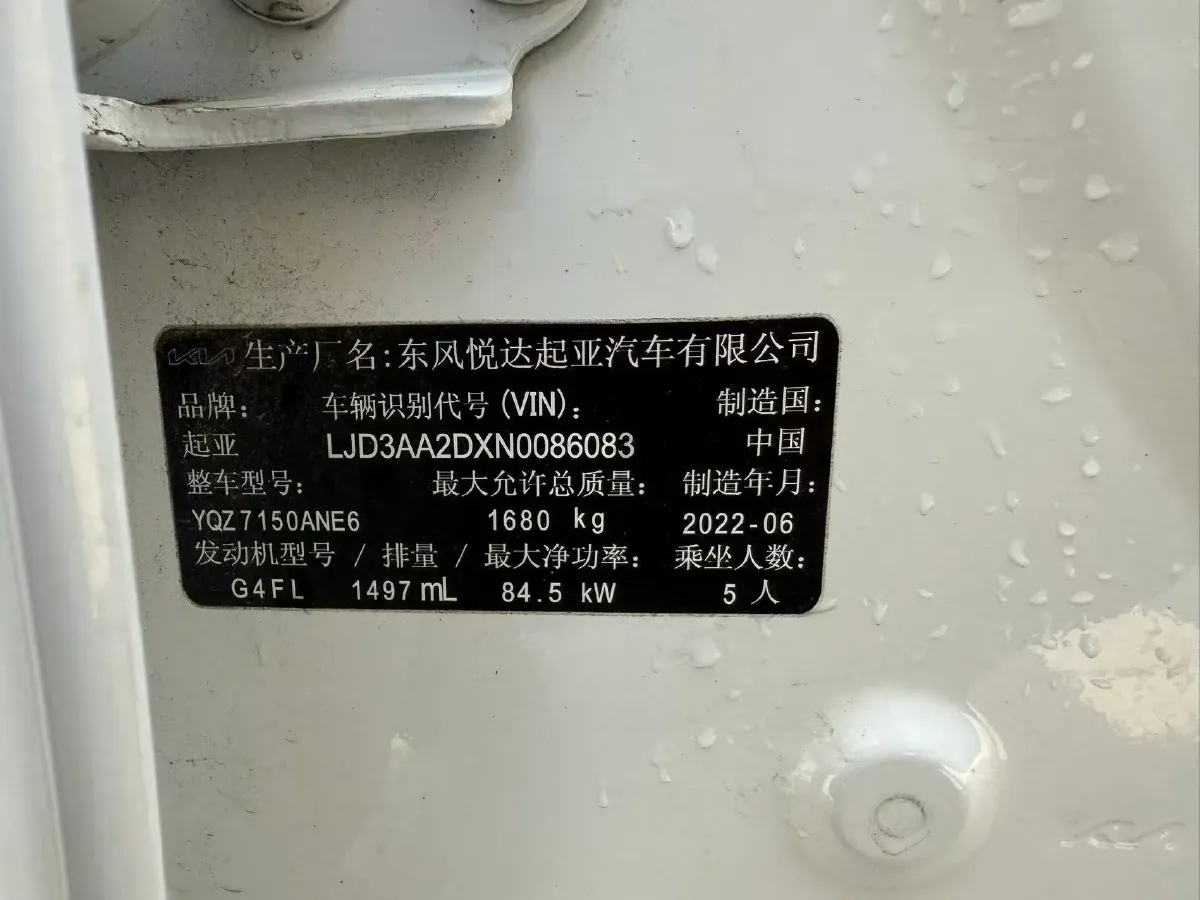 KIA 生产厂名:东风悦达起亚汽车有限公司
品牌: 车辆识别代号(VIN): 制造国:
起亚 LJD3AA2DXN0086083 中国
整车型号: 最大允许总质量: 制造年月:
YQZ7150ANE6 1680 kg 2022-06
发动机型号 / 排量 / 最大净功率: 乘坐人数:
G4FL 1497 mL 84.5 kW 5 人